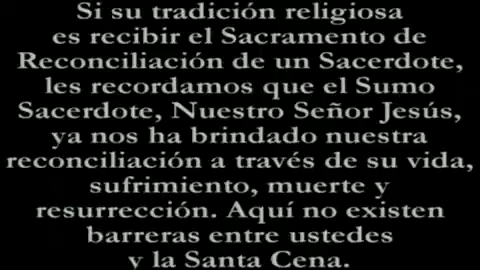 Si su tradición religiosa
es recibir el Sacramento de
Reconciliación de un Sacerdote,
les recordamos que el Sumo
Sacerdote, Nuestro Señor Jesús,
ya nos ha brindado nuestra
reconciliación a través de su vida,
sufrimiento, muerte y
resurrección. Aquí no existen
barreras entre ustedes
y la Santa Cena.